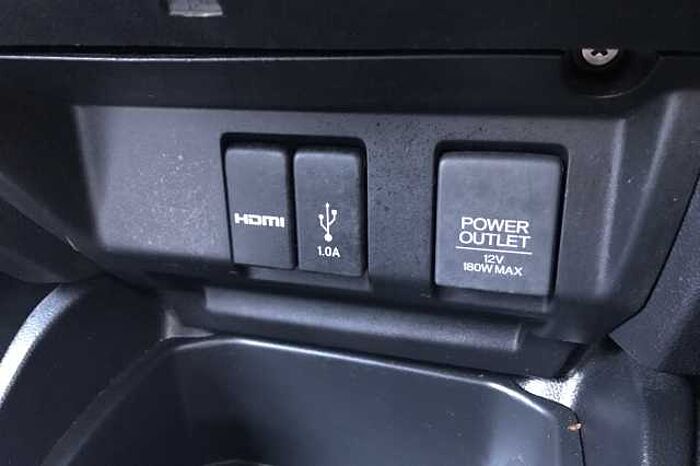 HDMI
1.0A
POWER
OUTLET
12V
180W MAX